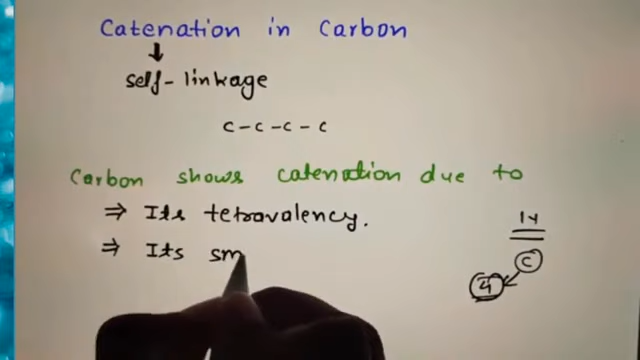 Catenation in Carbon
self-linkage
C-C-C-C
Carbon shows catenation due to
⇒ Its tetravalency.
14
⇒ Its sm
C
4